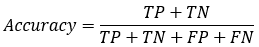 Accuracy = (TP + TN) / (TP + TN + FP + FN)